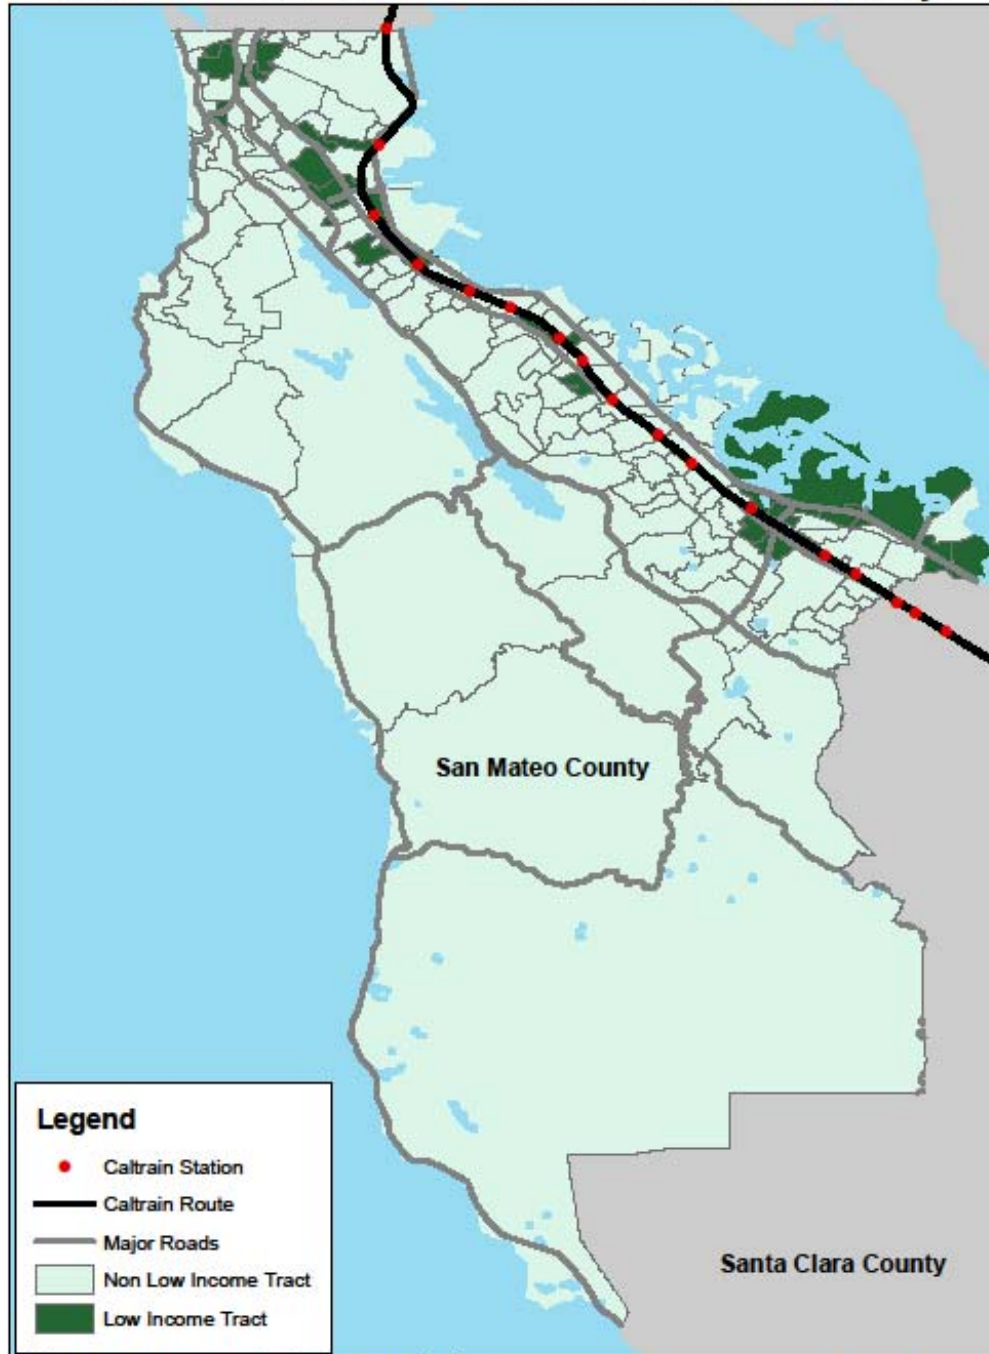 San Mateo County
Legend
Caltrain Station
Caltrain Route
Major Roads
Non Low Income Tract
Low Income Tract
Santa Clara County